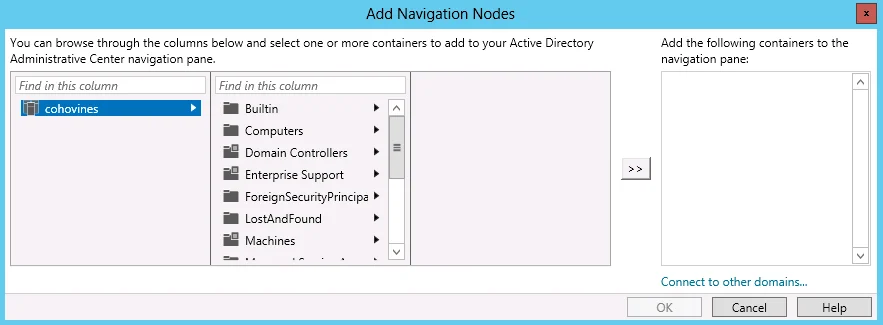 Add Navigation Nodes
x
You can browse through the columns below and select one or more containers to add to your Active Directory
Administrative Center navigation pane.
Add the following containers to the
navigation pane:
Find in this column
Find in this column
cohovines
Builtin
Computers
Domain Controllers
Enterprise Support
ForeignSecurityPrincipa
LostAndFound
Machines
>>
Connect to other domains...
OK
Cancel
Help